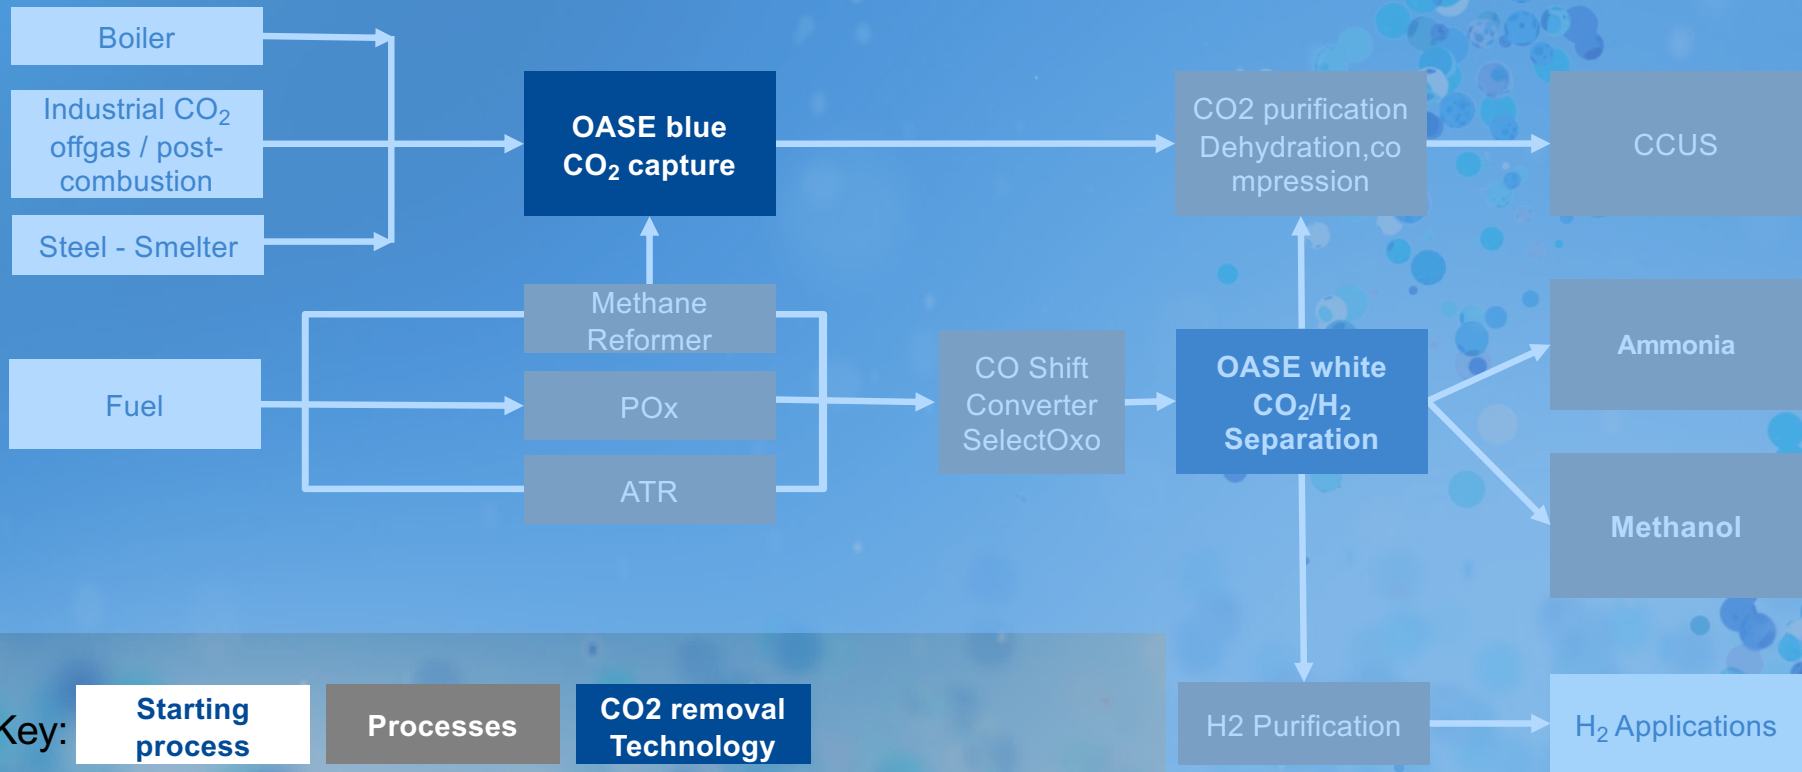 Boiler
Industrial CO₂
offgas / post-
combustion
Steel - Smelter
Fuel
OASE blue
CO₂ capture
Methane
Reformer
POx
ATR
CO Shift
Converter
SelectOxo
CO2 purification
Dehydration,co
mpression
OASE white
CO₂/H₂
Separation
H2 Purification
CCUS
Ammonia
Methanol
H₂ Applications
Key:
Starting
process
Processes
CO2 removal
Technology